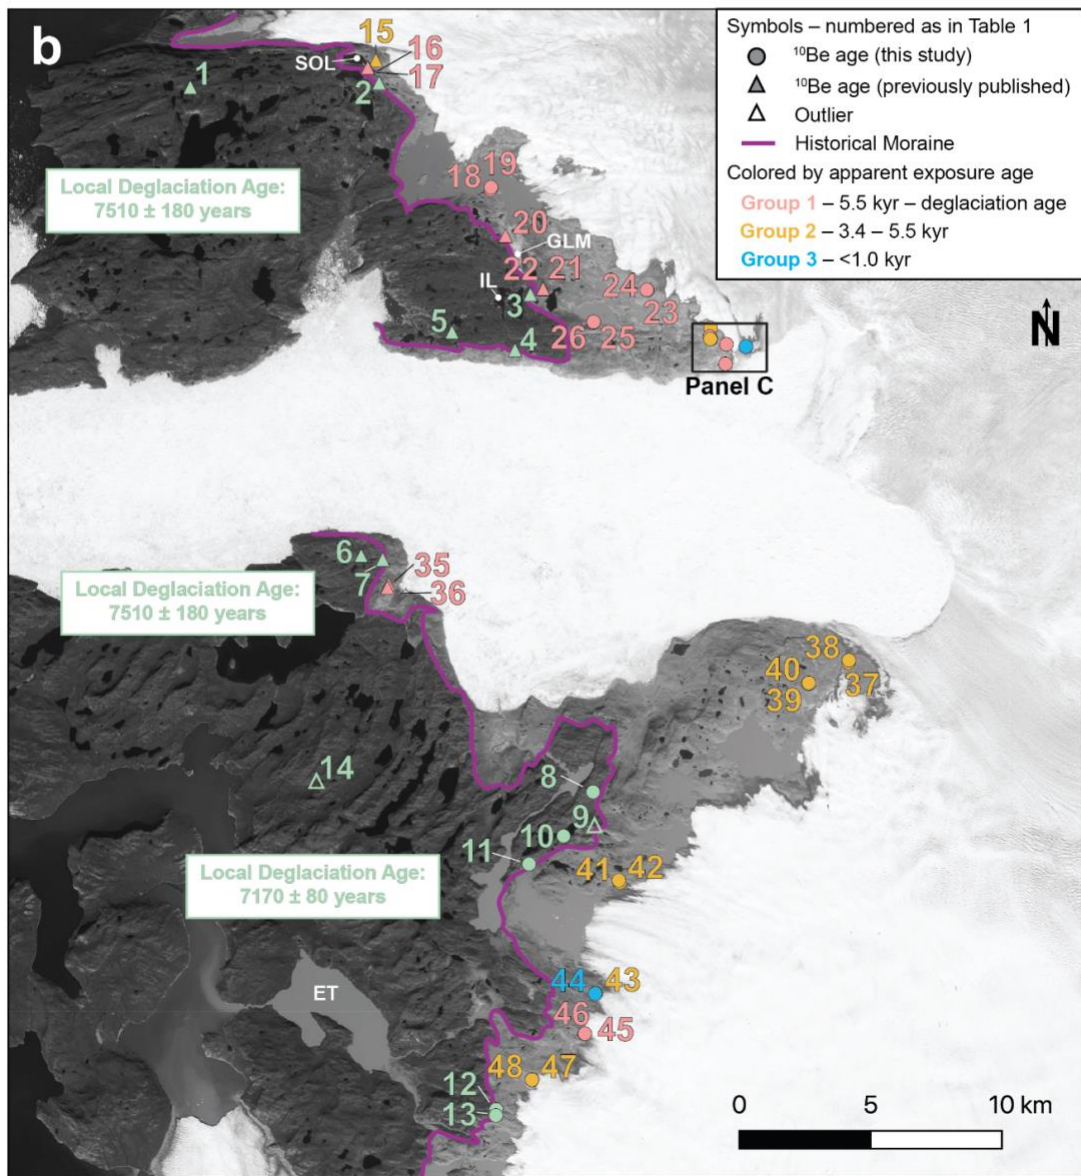 b
Symbols – numbered as in Table 1
¹⁰Be age (this study)
¹⁰Be age (previously published)
Outlier
Historical Moraine
Colored by apparent exposure age
Group 1 – 5.5 kyr – deglaciation age
Group 2 – 3.4 – 5.5 kyr
Group 3 – <1.0 kyr
N
15
16
17
SOL
1
2
Local Deglaciation Age:
7510 ± 180 years
18 19
20
GLM
22 21
IL
3
24
23
5
4
26 25
Panel C
6
7
35
36
Local Deglaciation Age:
7510 ± 180 years
38
40
37
39
14
8
9
10
11
41 42
Local Deglaciation Age:
7170 ± 80 years
44 43
ET
46
45
48 47
12
13
0 5 10 km